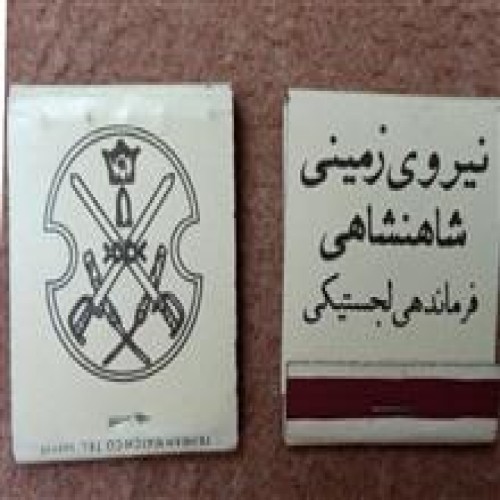 نیروی زمینی
شاهنشاهی
فرماندهی لجستیکی